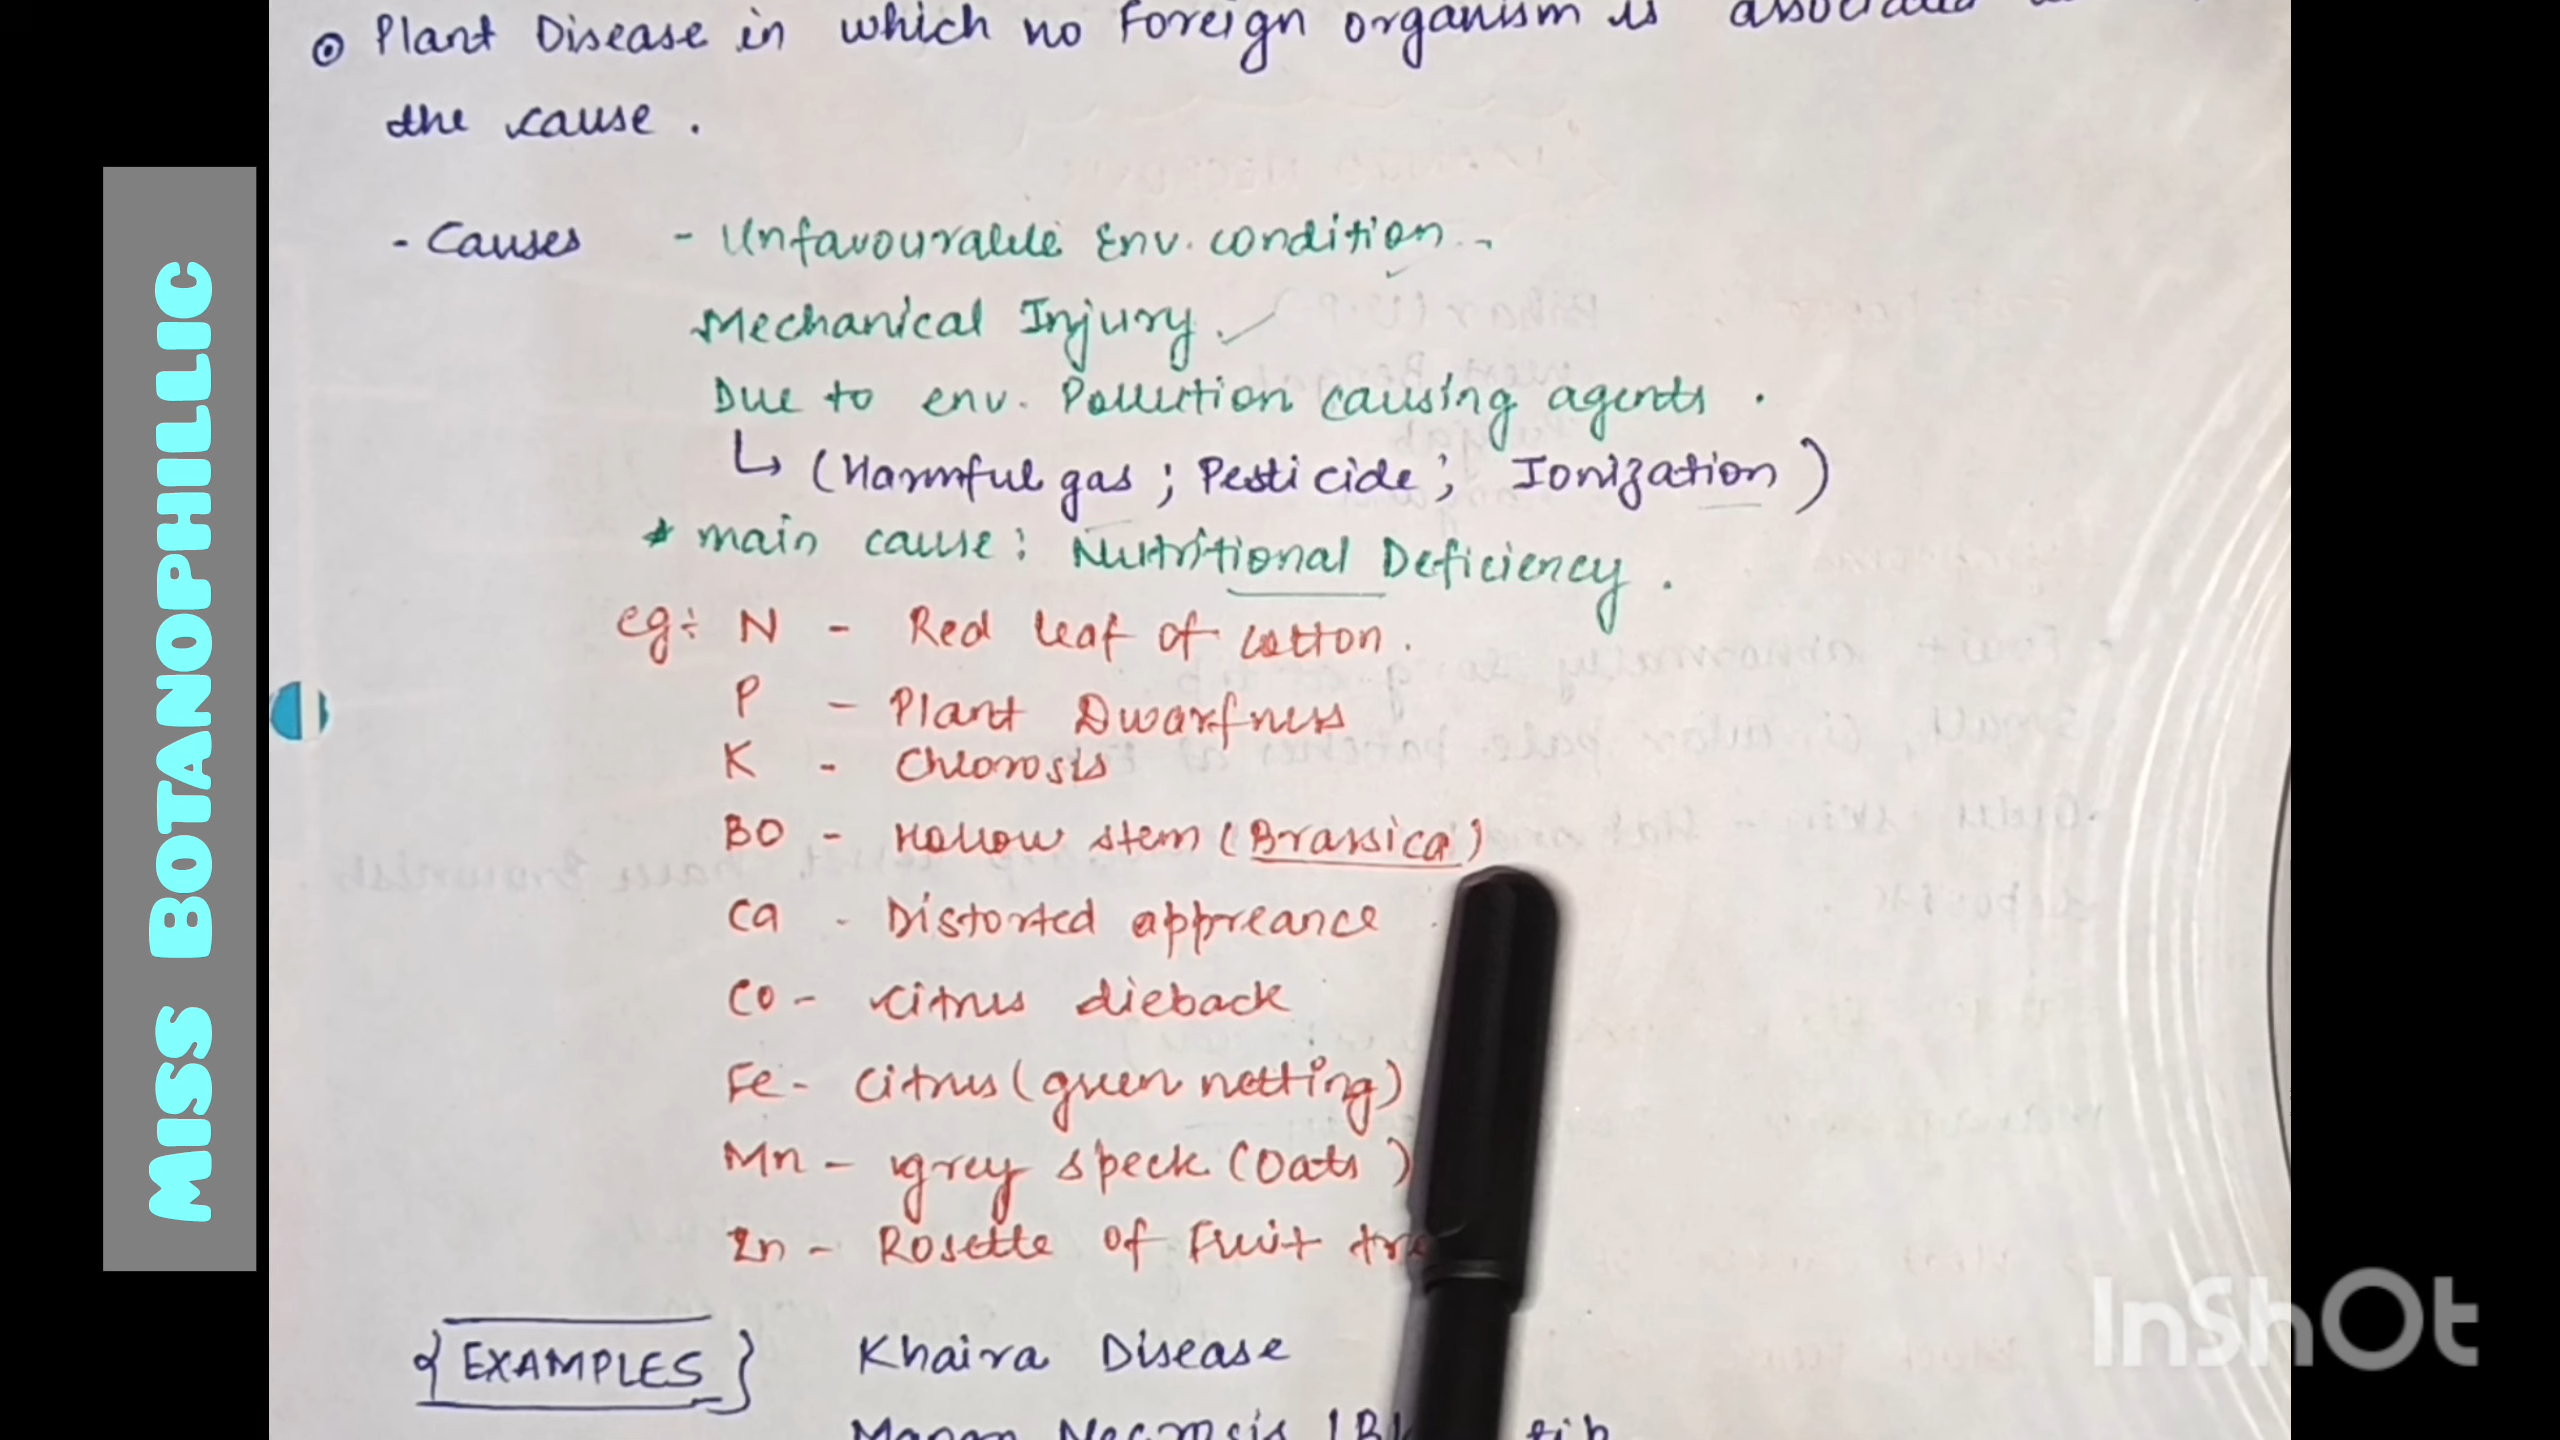 MISS BOTANOPHILLIC
Plant Disease in which no Foreign organism is
the cause.
- Causes - Unfavourable Env. condition -
Mechanical Injury.
Due to env. Pollution causing agents.
↳ (Harmful gas; Pesticide; Ionization)
* main cause: Nutritional Deficiency.
eg: N - Red leaf of cotton.
P - Plant Dwarfness
K - Chlorosis
BO - Hollow stem (Brassica)
Ca - Distorted appreance
CO - citrus dieback
Fe - citrus (green netting)
Mn - grey speck (Oats)
Zn - Rosette of Fruit
{EXAMPLES} Khaira Disease
Necrosis
InShOt